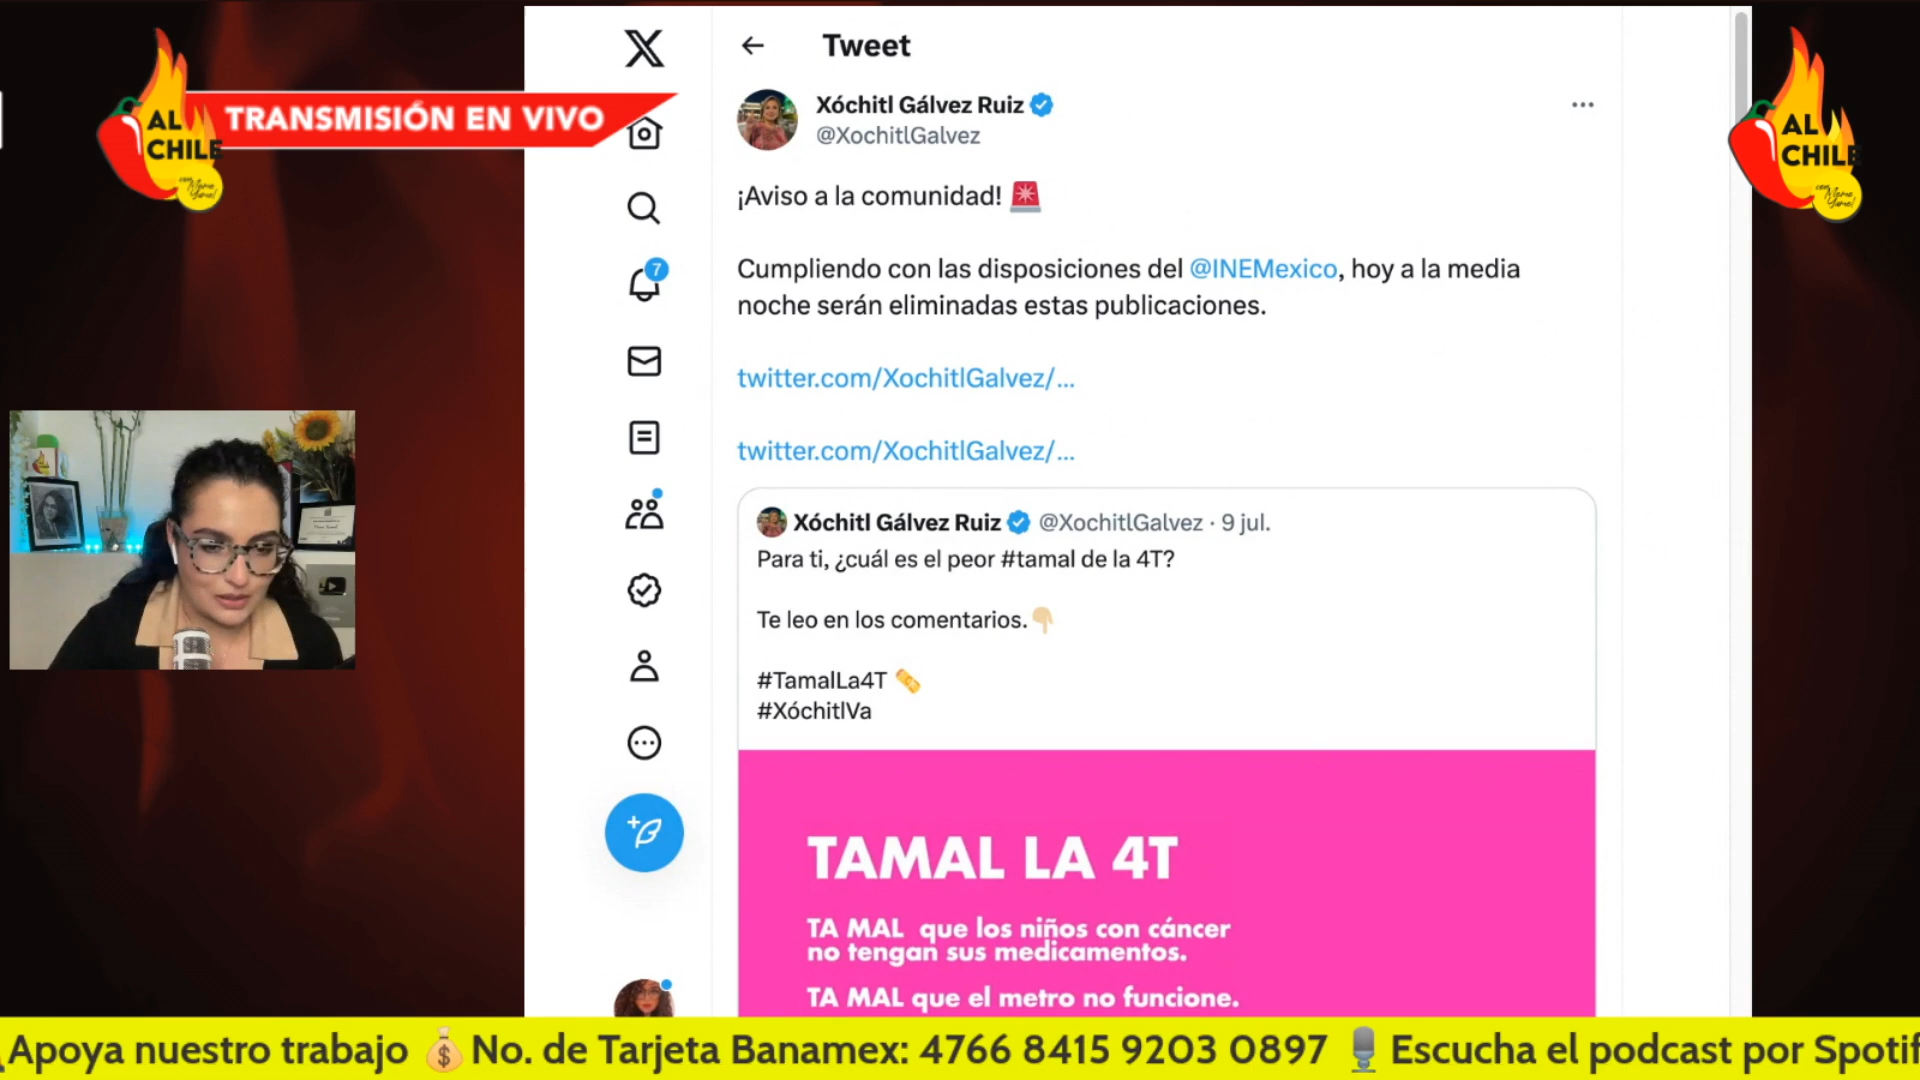 AL
CHILE
TRANSMISIÓN EN VIVO
Tweet
Xóchitl Gálvez Ruiz
@XochitlGalvez
¡Aviso a la comunidad! 🚨
Cumpliendo con las disposiciones del @INEMexico, hoy a la media
noche serán eliminadas estas publicaciones.
twitter.com/XochitlGalvez/...
twitter.com/XochitlGalvez/...
7
Xóchitl Gálvez Ruiz @XochitlGalvez · 9 jul.
Para ti, ¿cuál es el peor #tamal de la 4T?
Te leo en los comentarios.👇🏼
#TamalLa4T 🫔
#XóchitlVa
TAMAL LA 4T
TA MAL que los niños con cáncer
no tengan sus medicamentos.
TA MAL que el metro no funcione.
AL
CHILE
Apoya nuestro trabajo 💰 No. de Tarjeta Banamex: 4766 8415 9203 0897 🎙️ Escucha el podcast por Spotif